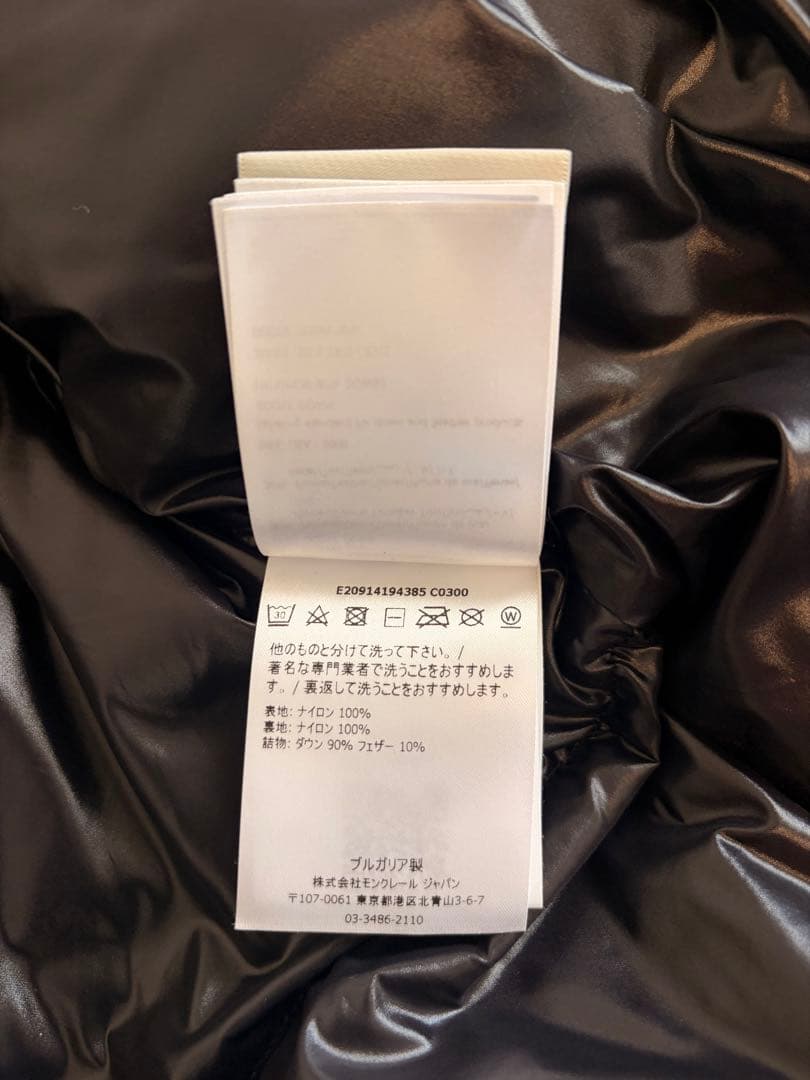 E20914194385 C0300
30
W
他のものと分けて洗って下さい。/
著名な専門業者で洗うことをおすすめしま
す。/ 裏返して洗うことをおすすめします。
表地: ナイロン 100%
裏地: ナイロン 100%
詰物: ダウン 90% フェザー 10%
ブルガリア製
株式会社モンクレール ジャパン
〒107-0061 東京都港区北青山3-6-7
03-3486-2110